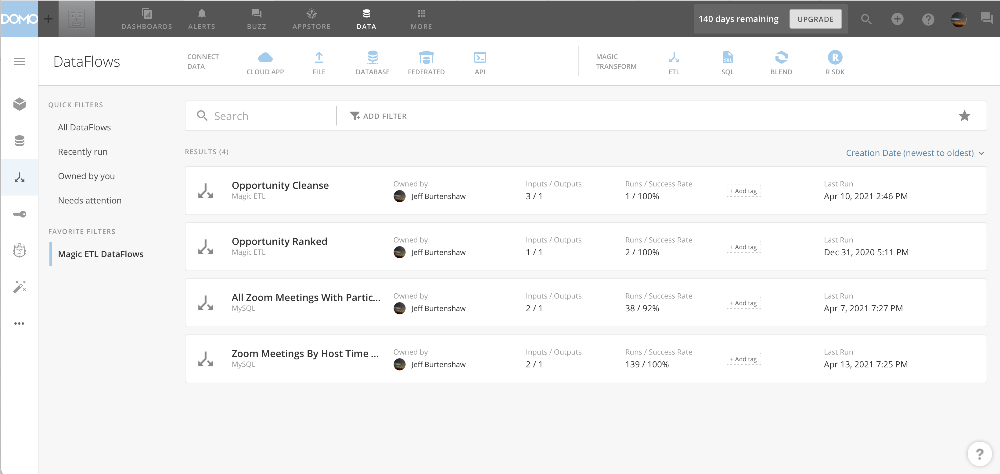 DOMO
DASHBOARDS
ALERTS
BUZZ
APPSTORE
DATA
MORE
140 days remaining
UPGRADE
DataFlows
CONNECT
DATA
CLOUD APP
FILE
DATABASE
FEDERATED
API
MAGIC
TRANSFORM
ETL
SQL
SQL
BLEND
R
R SDK
QUICK FILTERS
All DataFlows
Recently run
Owned by you
Needs attention
FAVORITE FILTERS
Magic ETL DataFlows
Search
ADD FILTER
RESULTS (4)
Creation Date (newest to oldest)
Opportunity Cleanse
Magic ETL
Owned by
Jeff Burtenshaw
Inputs / Outputs
3 / 1
Runs / Success Rate
1 / 100%
+ Add tag
Last Run
Apr 10, 2021 2:46 PM
Opportunity Ranked
Magic ETL
Owned by
Jeff Burtenshaw
Inputs / Outputs
1 / 1
Runs / Success Rate
2 / 100%
+ Add tag
Last Run
Dec 31, 2020 5:11 PM
All Zoom Meetings With Partic...
MySQL
Owned by
Jeff Burtenshaw
Inputs / Outputs
2 / 1
Runs / Success Rate
38 / 92%
+ Add tag
Last Run
Apr 7, 2021 7:27 PM
Zoom Meetings By Host Time ...
MySQL
Owned by
Jeff Burtenshaw
Inputs / Outputs
2 / 1
Runs / Success Rate
139 / 100%
+ Add tag
Last Run
Apr 13, 2021 7:25 PM
?